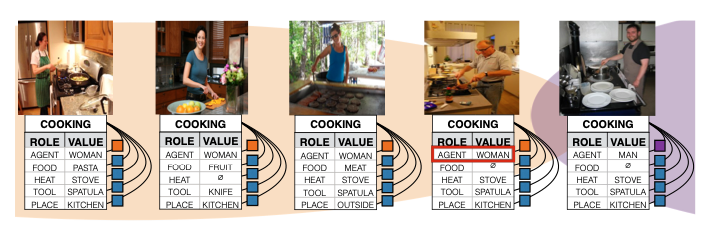 COOKING
ROLE VALUE
AGENT WOMAN
FOOD PASTA
HEAT STOVE
TOOL SPATULA
PLACE KITCHEN
COOKING
ROLE VALUE
AGENT WOMAN
FOOD FRUIT
HEAT ∅
TOOL KNIFE
PLACE KITCHEN
COOKING
ROLE VALUE
AGENT WOMAN
FOOD MEAT
HEAT STOVE
TOOL SPATULA
PLACE OUTSIDE
COOKING
ROLE VALUE
AGENT WOMAN
FOOD ∅
HEAT STOVE
TOOL SPATULA
PLACE KITCHEN
COOKING
ROLE VALUE
AGENT MAN
FOOD ∅
HEAT STOVE
TOOL SPATULA
PLACE KITCHEN